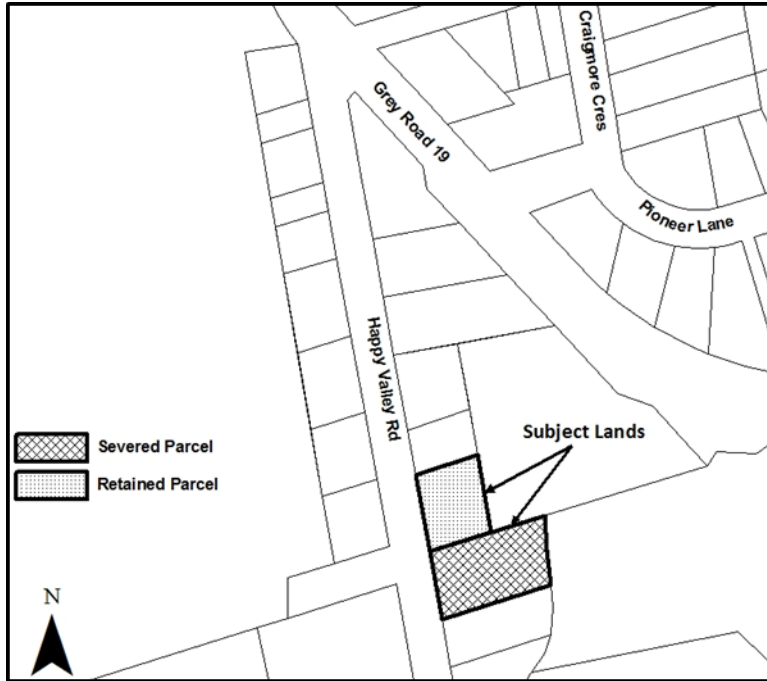 Craigmore Cres
Grey Road 19
Pioneer Lane
Happy Valley Rd
Subject Lands
Severed Parcel
Retained Parcel
N